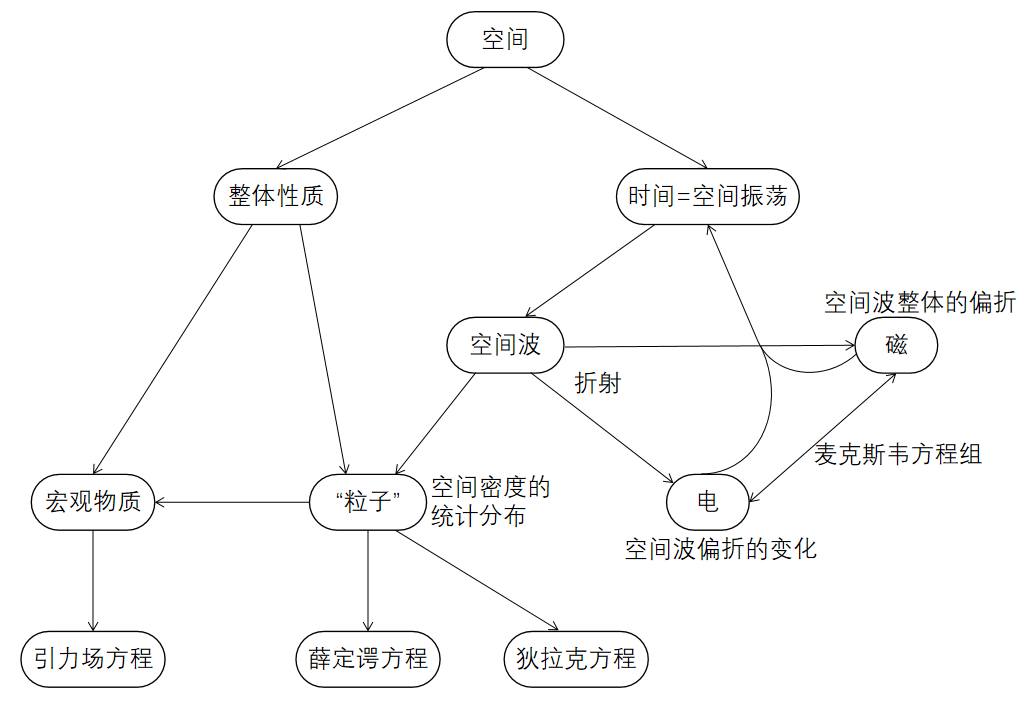 空间
整体性质
时间=空间振荡
空间波整体的偏折
空间波
磁
折射
麦克斯韦方程组
宏观物质
“粒子”
空间密度的
统计分布
电
空间波偏折的变化
引力场方程
薛定谔方程
狄拉克方程